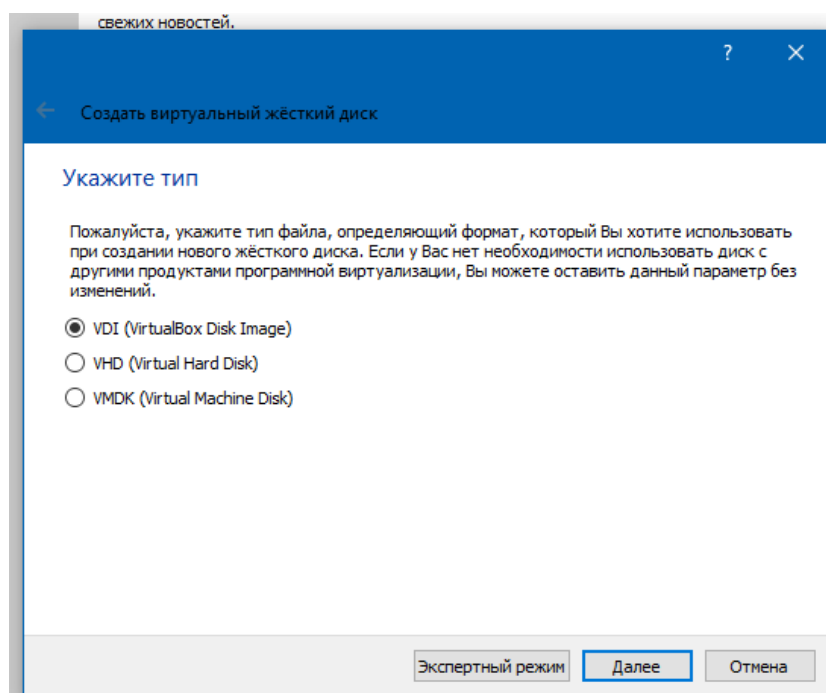 свежих новостей.
?
Создать виртуальный жёсткий диск
Укажите тип
Пожалуйста, укажите тип файла, определяющий формат, который Вы хотите использовать
при создании нового жёсткого диска. Если у Вас нет необходимости использовать диск с
другими продуктами программной виртуализации, Вы можете оставить данный параметр без
изменений.
VDI (VirtualBox Disk Image)
VHD (Virtual Hard Disk)
VMDK (Virtual Machine Disk)
Экспертный режим Далее Отмена